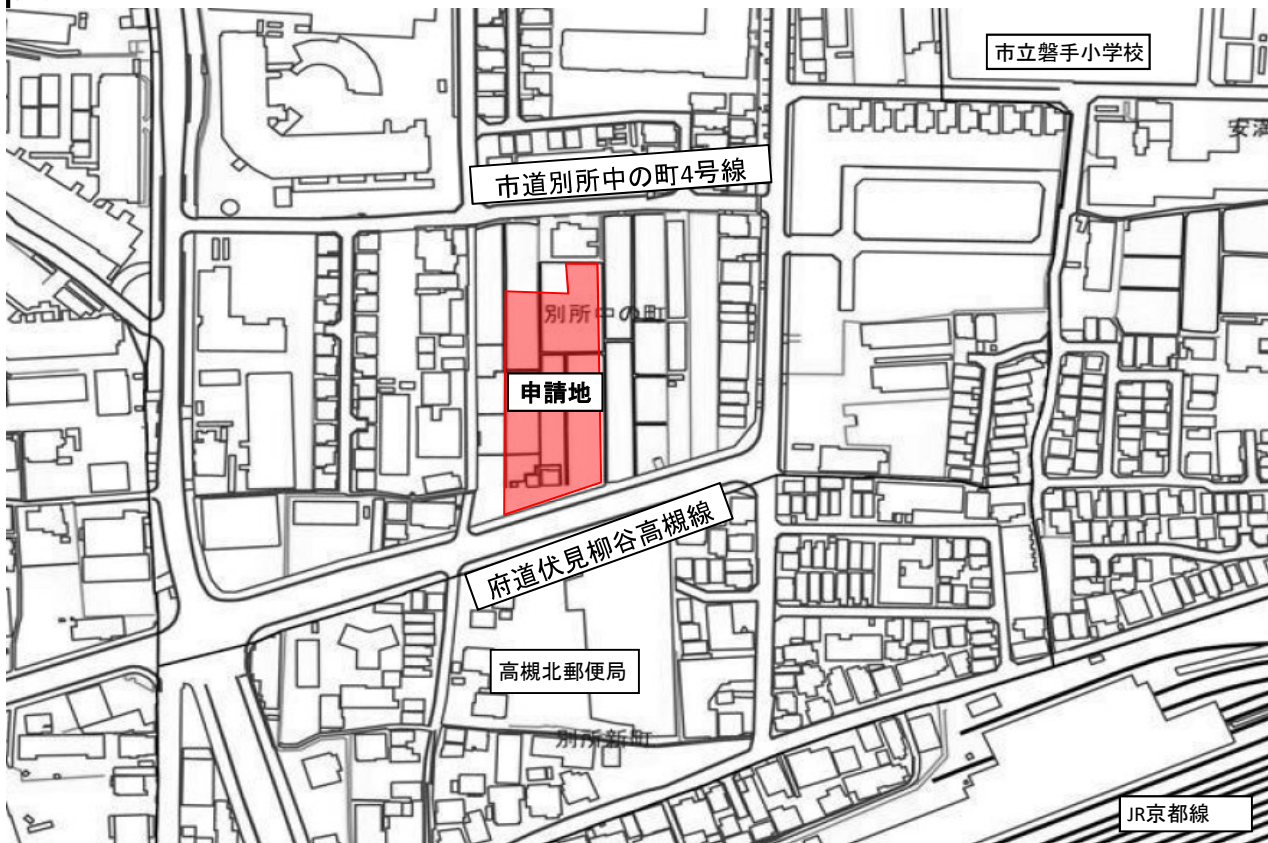 市立磐手小学校
安満
市道別所中の町4号線
別所中の町
申請地
府道伏見柳谷高槻線
高槻北郵便局
別所新町
JR京都線